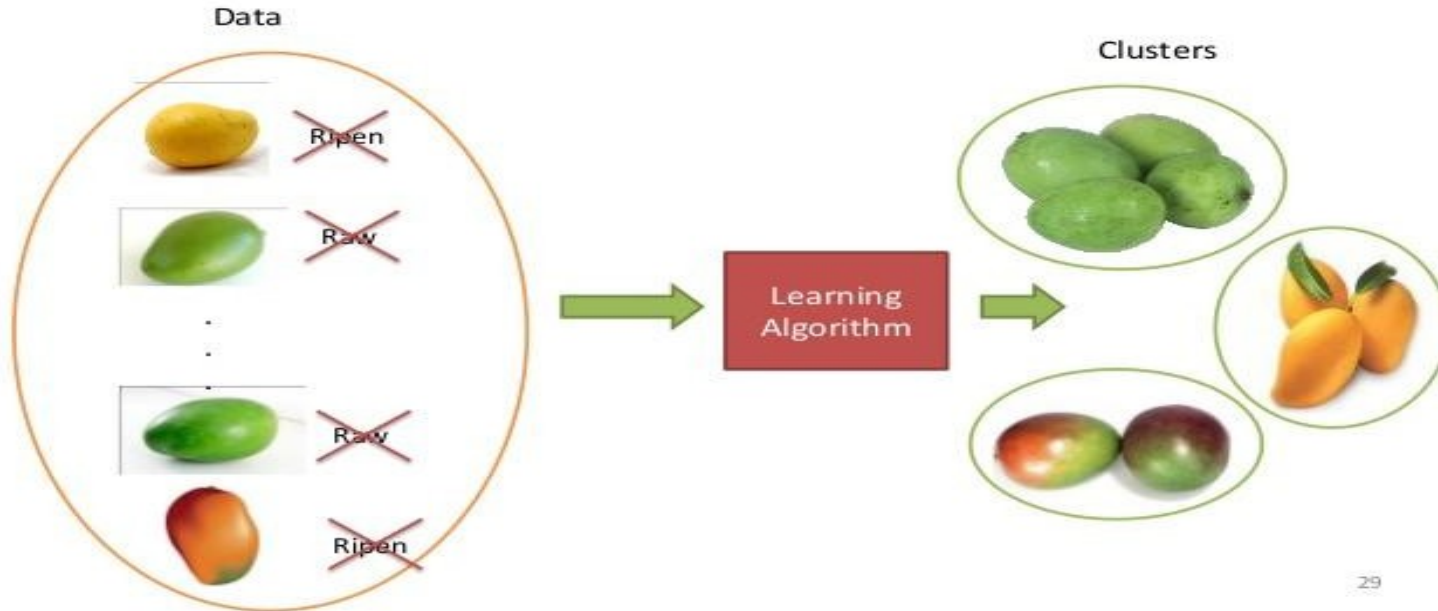 Data
Clusters
Ripen
Raw
.
.
.
Raw
Ripen
Learning
Algorithm
29